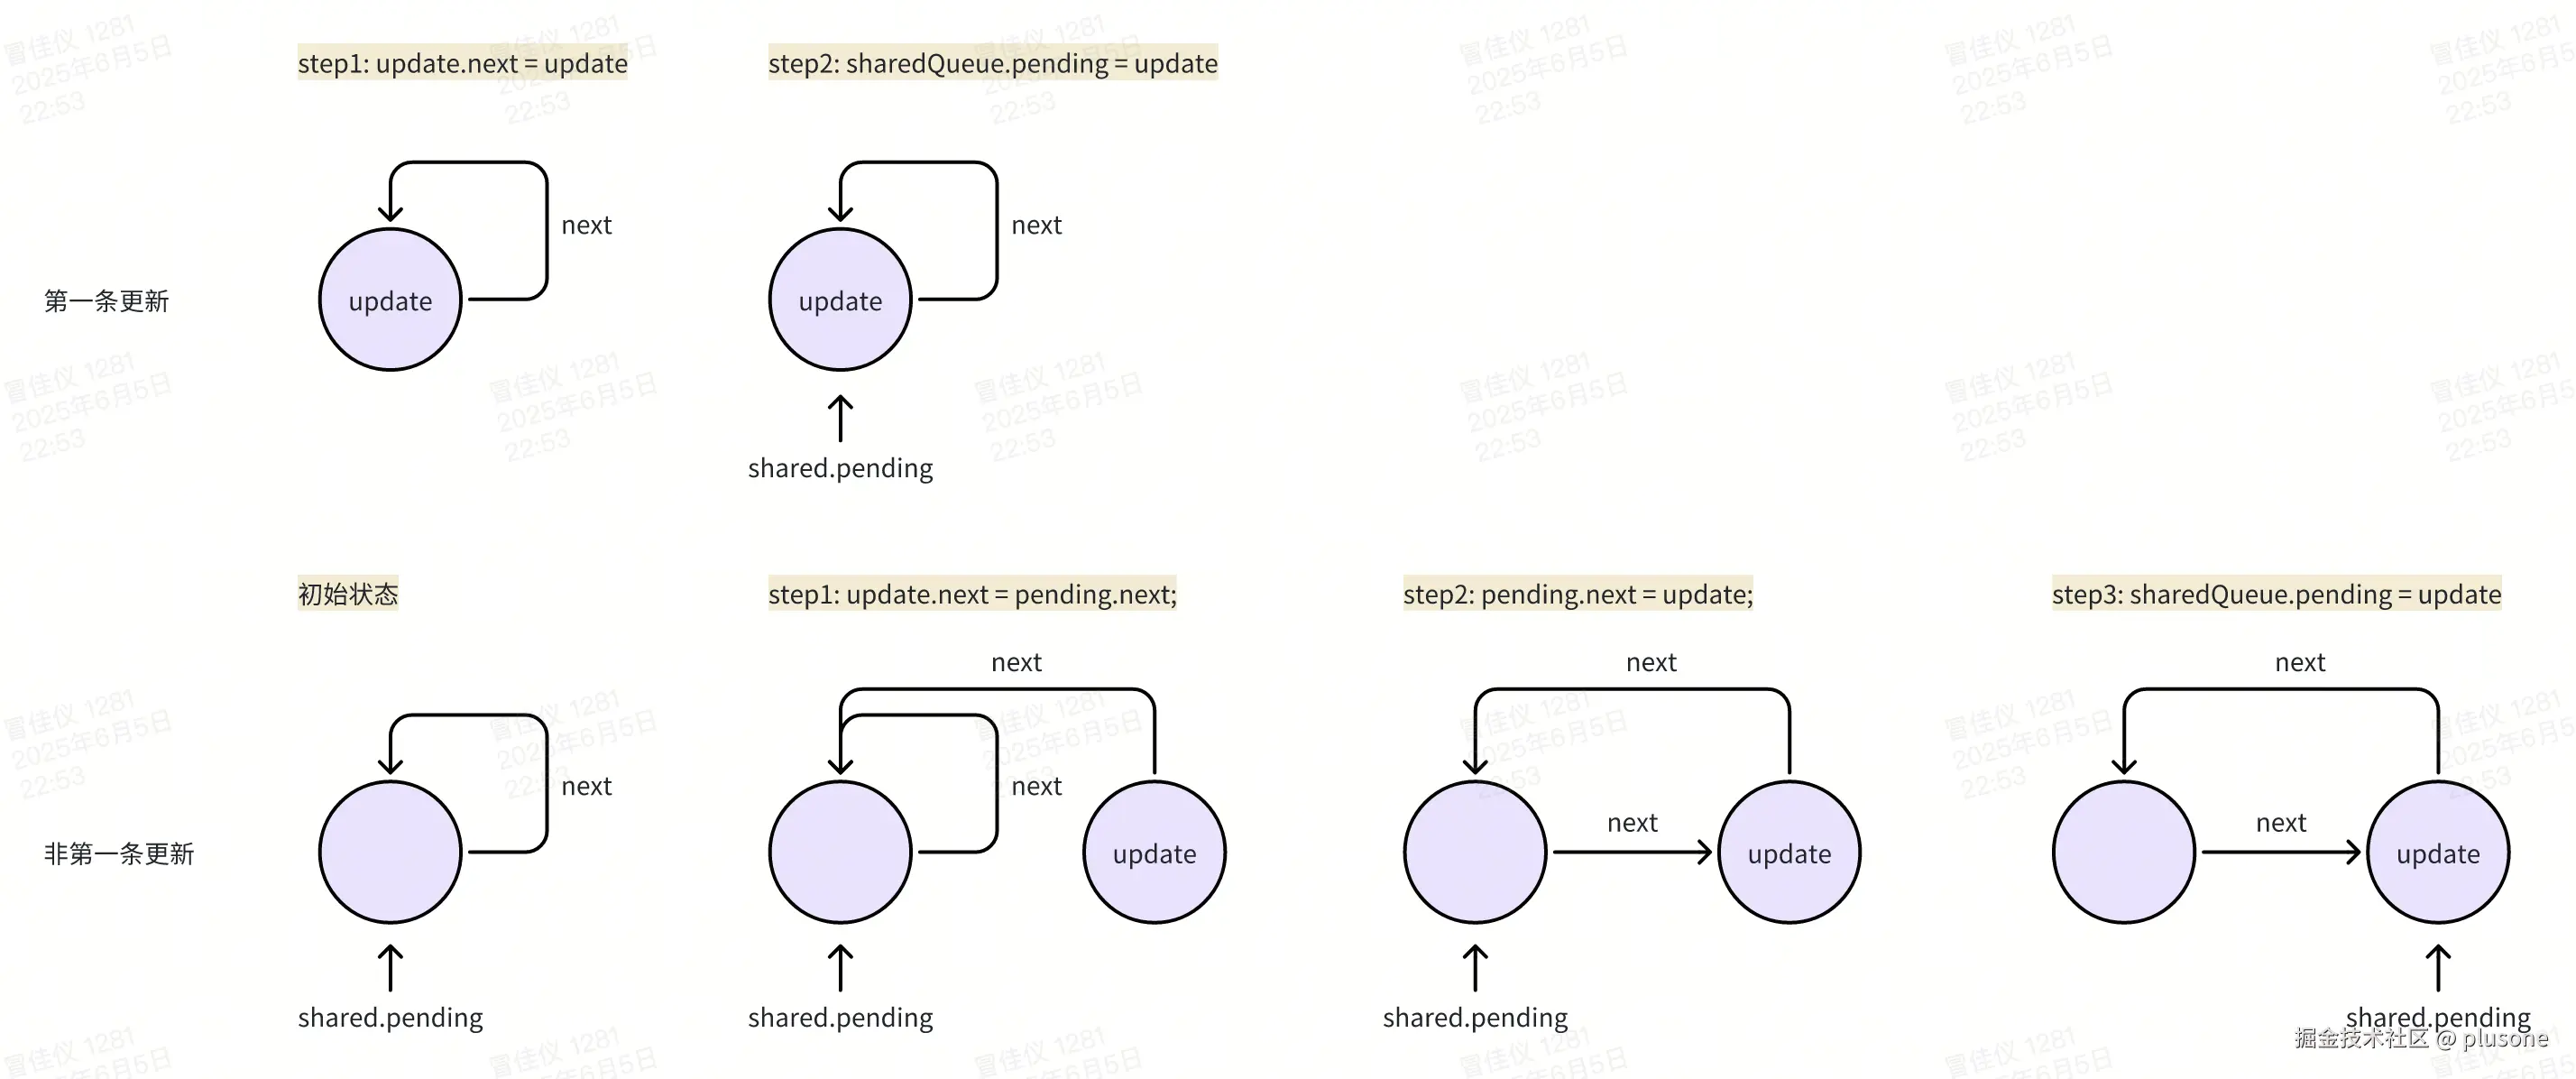 step1: update.next = update
step2: sharedQueue.pending = update
next
next
第一条更新
update
update
shared.pending
初始状态
step1: update.next = pending.next;
step2: pending.next = update;
step3: sharedQueue.pending = update
next
next
next
next
next
next
next
非第一条更新
update
update
update
shared.pending
shared.pending
shared.pending
shared.pending
掘金技术社区 @ plusone
冒佳仪 1281
2025年6月5日
22:53